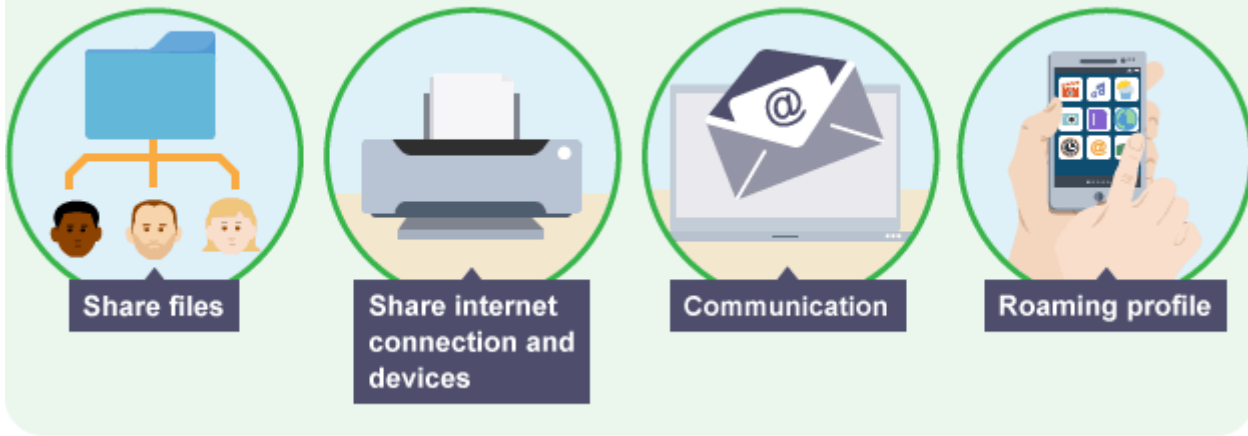 Share files
Share internet
connection and
devices
@
Communication
@
Roaming profile